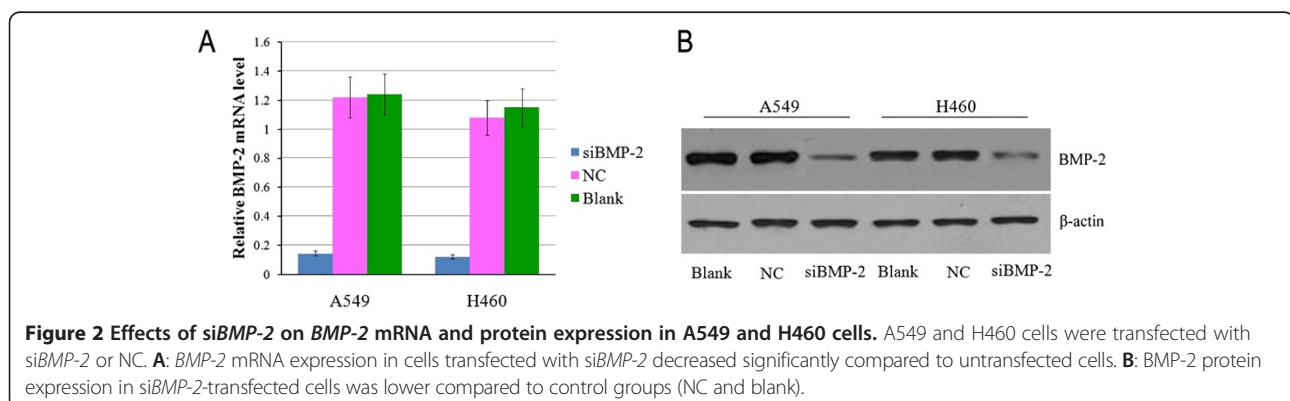 A
B
1.6
1.4
1.2
1
0.8
0.6
0.4
0.2
0
Relative BMP-2 mRNA level
A549
H460
siBMP-2
NC
Blank
A549
H460
BMP-2
β-actin
Blank NC siBMP-2 Blank NC siBMP-2
Figure 2 Effects of siBMP-2 on BMP-2 mRNA and protein expression in A549 and H460 cells. A549 and H460 cells were transfected with
siBMP-2 or NC. A: BMP-2 mRNA expression in cells transfected with siBMP-2 decreased significantly compared to untransfected cells. B: BMP-2 protein
expression in siBMP-2-transfected cells was lower compared to control groups (NC and blank).